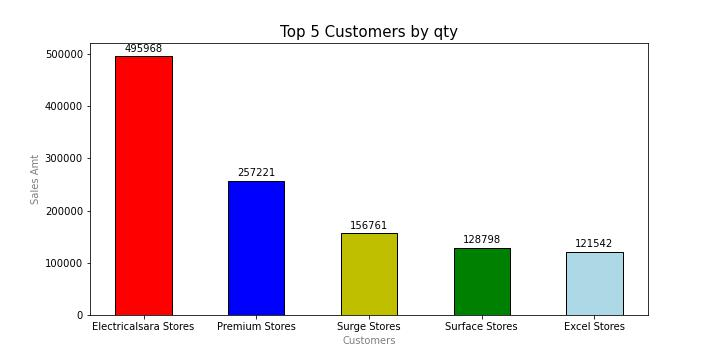 Top 5 Customers by qty
495968
500000
400000
257221
300000
156761
200000
128798
121542
100000
0
Sales Amt
Electricalsara Stores Premium Stores Surge Stores Surface Stores Excel Stores
Customers